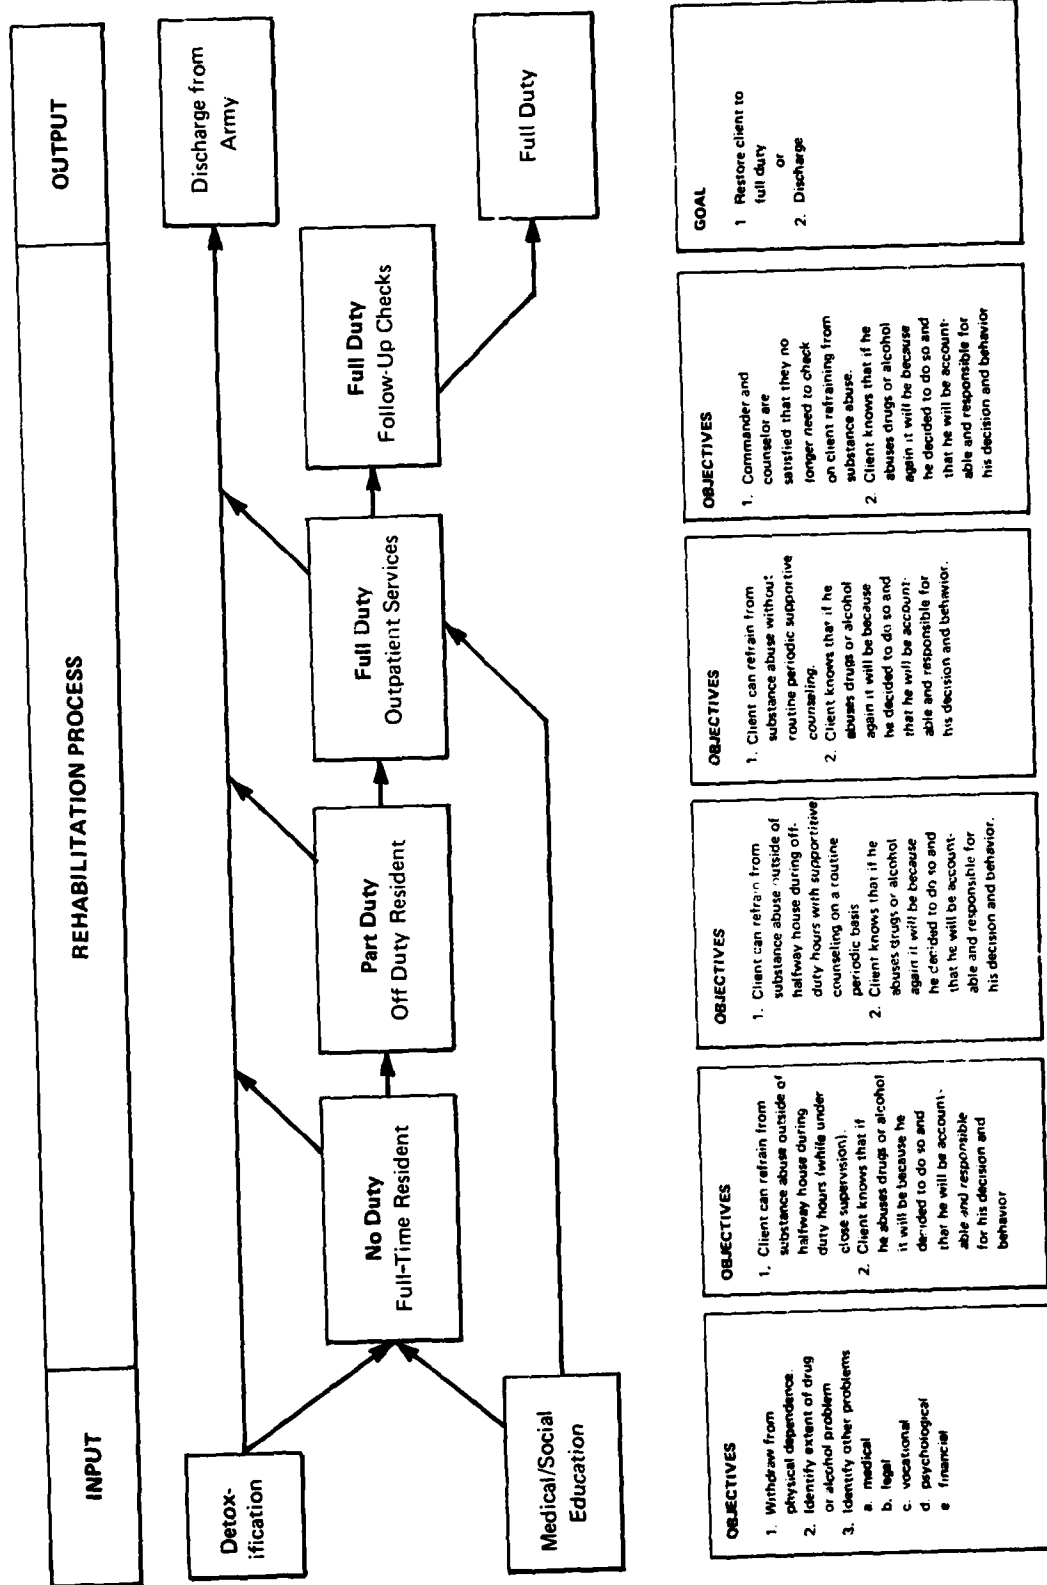 INPUT
REHABILITATION PROCESS
OUTPUT
Detox-
ification
Medical/Social
Education
No Duty
Full-Time Resident
Part Duty
Off Duty Resident
Full Duty
Outpatient Services
Full Duty
Follow-Up Checks
Discharge from
Army
Full Duty
OBJECTIVES
1. Withdraw from
physical dependence.
2. Identify extent of drug
or alcohol problem
3. Identify other problems
a. medical
b. legal
c. vocational
d. psychological
e financial
OBJECTIVES
1. Client can refrain from
substance abuse outside of
halfway house during
duty hours (while under
close supervision).
2. Client knows that if
he abuses drugs or alcohol
it will be because he
decided to do so and
that he will be account-
able and responsible
for his decision and
behavior
OBJECTIVES
1. Client can refrain from
substance abuse outside of
halfway house during off-
duty hours with supportitive
counseling on a routine
periodic basis
2. Client knows that if he
abuses drugs or alcohol
again it will be because
he decided to do so and
that he will be account-
able and responsible for
his decision and behavior.
OBJECTIVES
1. Client can refrain from
substance abuse without
routine periodic supportive
counseling.
2. Client knows that if he
abuses drugs or alcohol
again it will be because
he decided to do so and
that he will be account-
able and responsible for
his decision and behavior.
OBJECTIVES
1. Commander and
counselor are
satisfied that they no
longer need to check
on client refraining from
substance abuse.
2. Client knows that if he
abuses drugs or alcohol
again it will be because
he decided to do so and
that he will be account-
able and responsible for
his decision and behavior
GOAL
1 Restore client to
full duty
or
2. Discharge